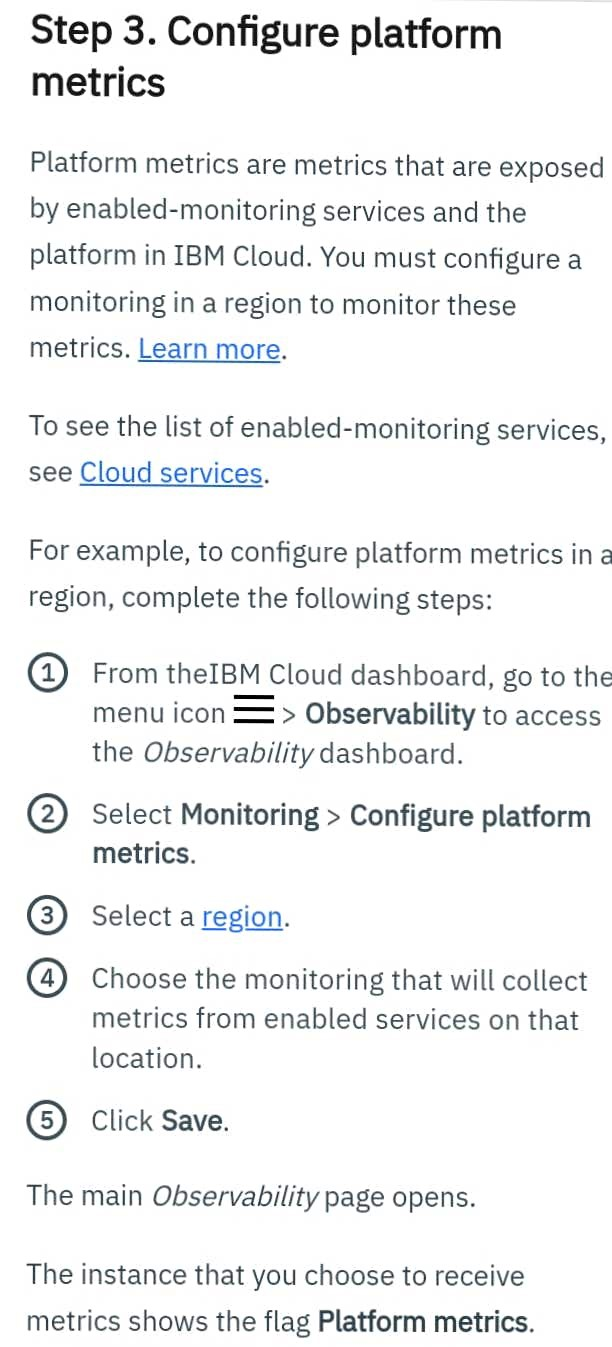 Step 3. Configure platform
metrics
Platform metrics are metrics that are exposed
by enabled-monitoring services and the
platform in IBM Cloud. You must configure a
monitoring in a region to monitor these
metrics. Learn more.
To see the list of enabled-monitoring services,
see Cloud services.
For example, to configure platform metrics in a
region, complete the following steps:
1 From theIBM Cloud dashboard, go to the
menu icon > Observability to access
the Observability dashboard.
2 Select Monitoring > Configure platform
metrics.
3 Select a region.
4 Choose the monitoring that will collect
metrics from enabled services on that
location.
5 Click Save.
The main Observability page opens.
The instance that you choose to receive
metrics shows the flag Platform metrics.